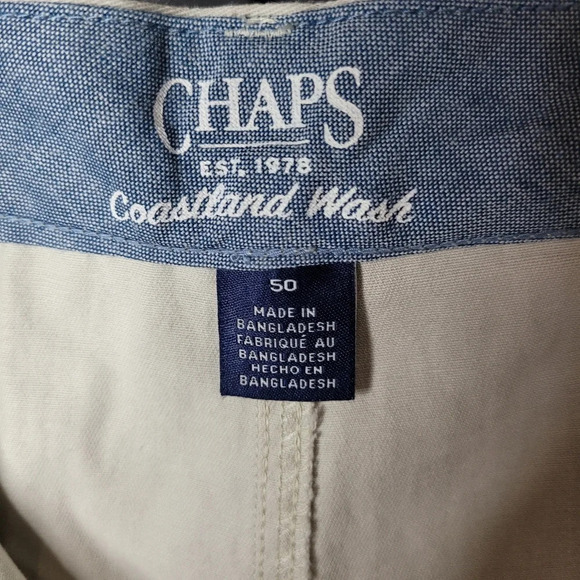 CHAPS
EST. 1978
Coastland Wash
50
MADE IN
BANGLADESH
FABRIQUÉ AU
BANGLADESH
HECHO EN
BANGLADESH